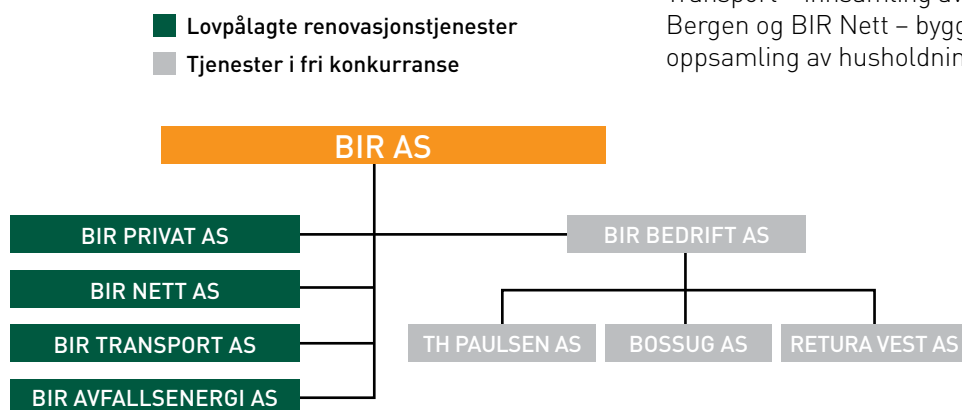 Lovpålagte renovasjonstjenester
Tjenester i fri konkurranse
Bergen og BIR Nett – bygg
oppsamling av husholdnin
BIR AS
BIR PRIVAT AS
BIR BEDRIFT AS
BIR NETT AS
BIR TRANSPORT AS
TH PAULSEN AS
BOSSUG AS
RETURA VEST AS
BIR AVFALLSENERGI AS